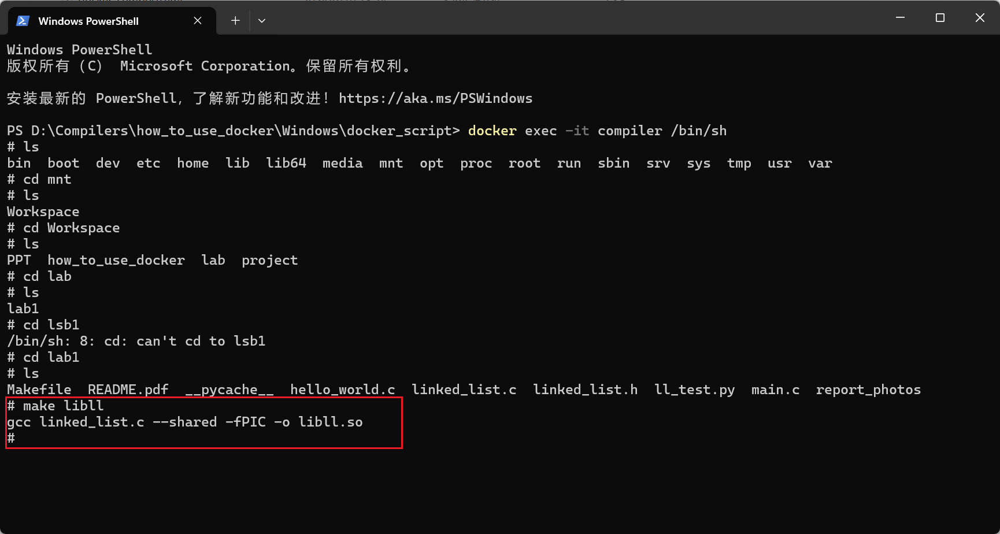 Windows PowerShell
Windows PowerShell
版权所有 (C) Microsoft Corporation。保留所有权利。
安装最新的 PowerShell，了解新功能和改进！https://aka.ms/PSWindows
PS D:\Compilers\how_to_use_docker\Windows\docker_script> docker exec -it compiler /bin/sh
# ls
bin  boot  dev  etc  home  lib  lib64  media  mnt  opt  proc  root  run  sbin  srv  sys  tmp  usr  var
# cd mnt
# ls
Workspace
# cd Workspace
# ls
PPT  how_to_use_docker  lab  project
# cd lab
# ls
lab1
# cd lsb1
/bin/sh: 8: cd: can't cd to lsb1
# cd lab1
# ls
Makefile  README.pdf  __pycache__  hello_world.c  linked_list.c  linked_list.h  ll_test.py  main.c  report_photos
# make libll
gcc linked_list.c --shared -fPIC -o libll.so
#